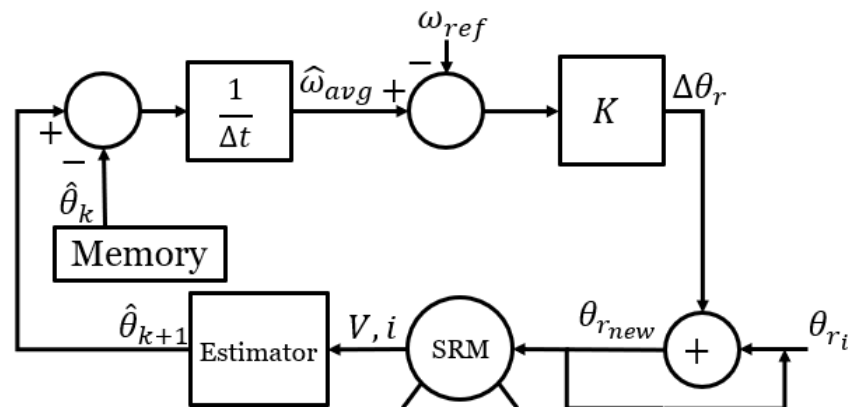 ω_ref
−
1/Δt
ω̂_avg
+
K
Δθ_r
+
−
θ̂_k
Memory
θ̂_{k+1}
Estimator
V, i
SRM
θ_{r_new}
+
θ_{r_i}